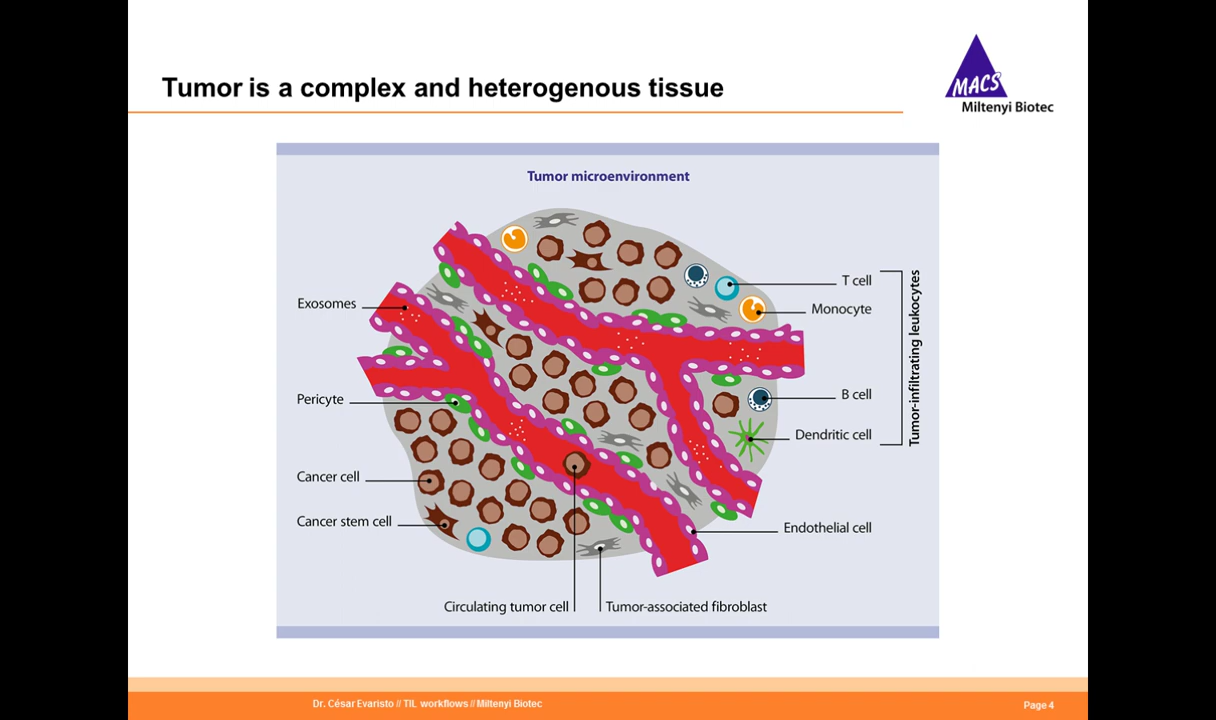 Tumor is a complex and heterogenous tissue
MACS
Miltenyi Biotec
Tumor microenvironment
Exosomes
Pericyte
Cancer cell
Cancer stem cell
T cell
Monocyte
B cell
Dendritic cell
Tumor-infiltrating leukocytes
Endothelial cell
Circulating tumor cell
Tumor-associated fibroblast
Dr. César Evaristo // TIL workflows // Miltenyi Biotec
Page 4